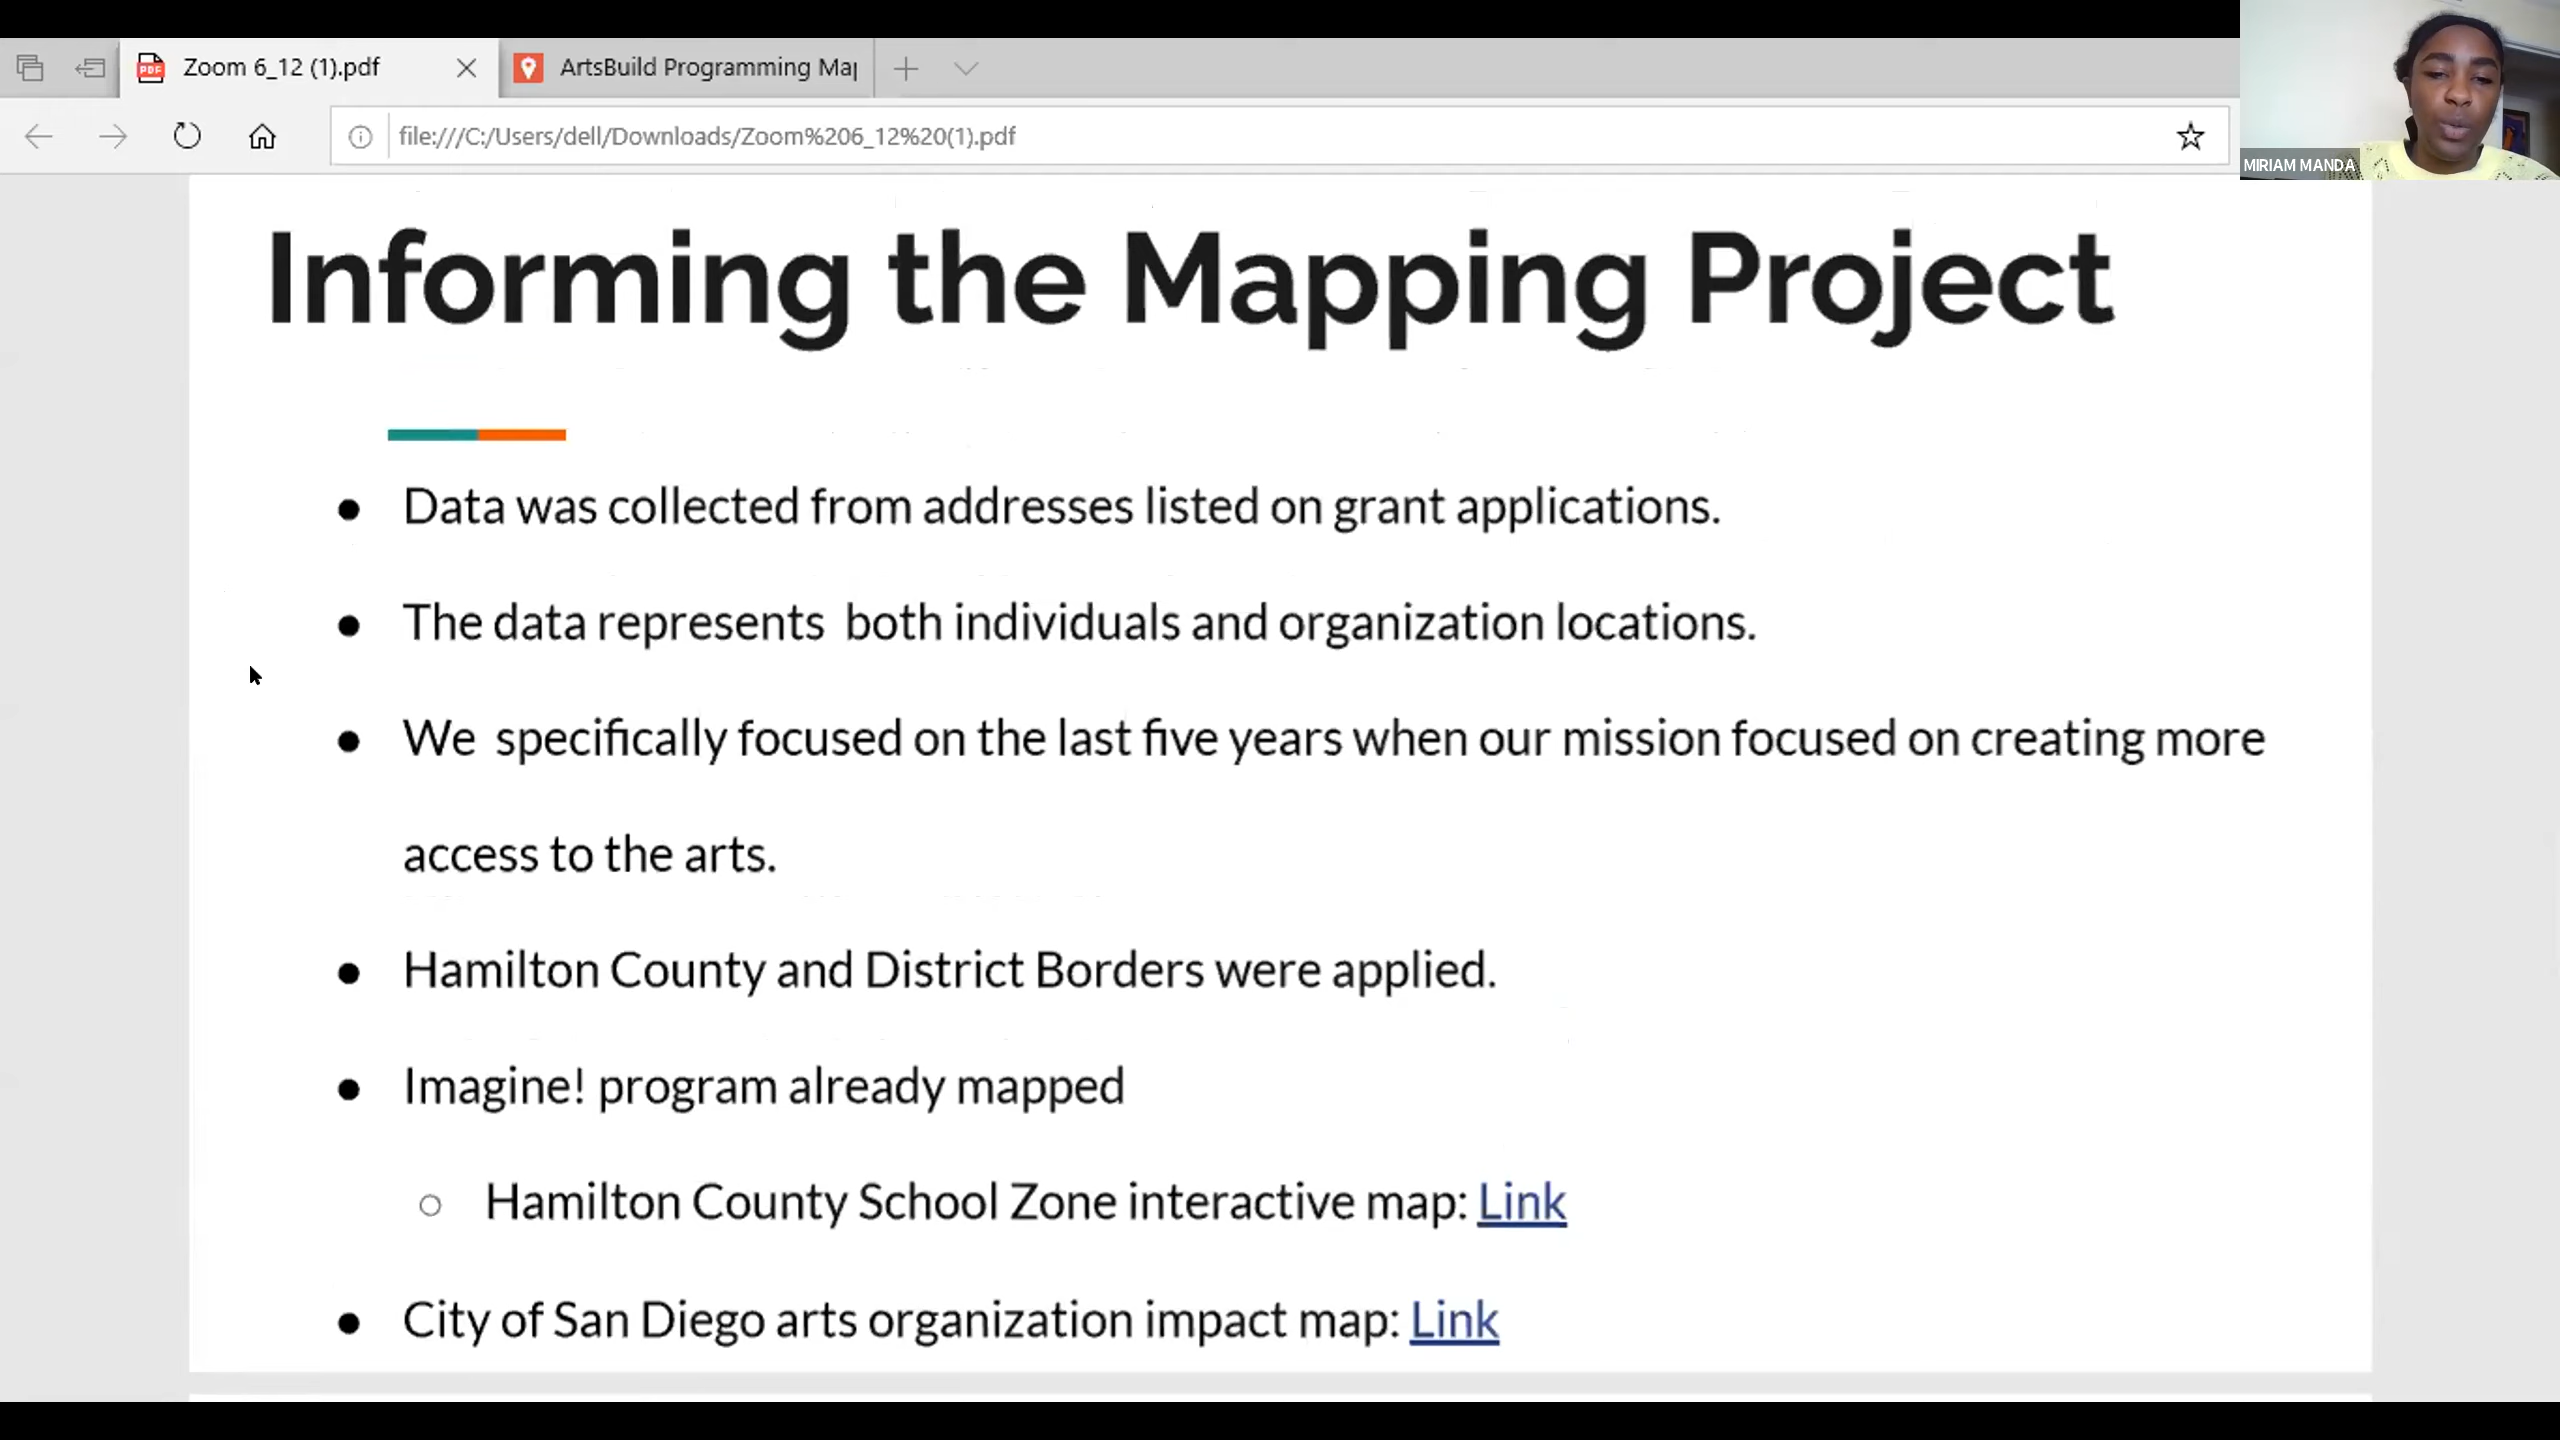 Zoom 6_12 (1).pdf
ArtsBuild Programming Map
file:///C:/Users/dell/Downloads/Zoom%206_12%20(1).pdf
MIRIAM MANDA
Informing the Mapping Project
● Data was collected from addresses listed on grant applications.
● The data represents both individuals and organization locations.
● We specifically focused on the last five years when our mission focused on creating more
access to the arts.
● Hamilton County and District Borders were applied.
● Imagine! program already mapped
○ Hamilton County School Zone interactive map: Link
● City of San Diego arts organization impact map: Link